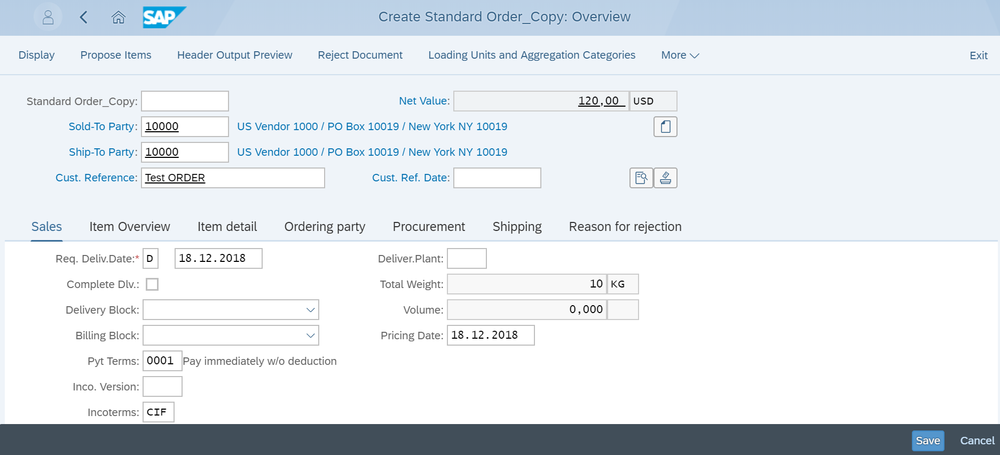 SAP
Create Standard Order_Copy: Overview
Display Propose Items Header Output Preview Reject Document Loading Units and Aggregation Categories More Exit
Standard Order_Copy: Net Value: 120,00 USD
Sold-To Party: 10000 US Vendor 1000 / PO Box 10019 / New York NY 10019
Ship-To Party: 10000 US Vendor 1000 / PO Box 10019 / New York NY 10019
Cust. Reference: Test ORDER Cust. Ref. Date:
Sales Item Overview Item detail Ordering party Procurement Shipping Reason for rejection
Req. Deliv.Date:* D 18.12.2018 Deliver.Plant:
Complete Dlv.: Total Weight: 10 KG
Delivery Block: Volume: 0,000
Billing Block: Pricing Date: 18.12.2018
Pyt Terms: 0001 Pay immediately w/o deduction
Inco. Version:
Incoterms: CIF
Save Cancel